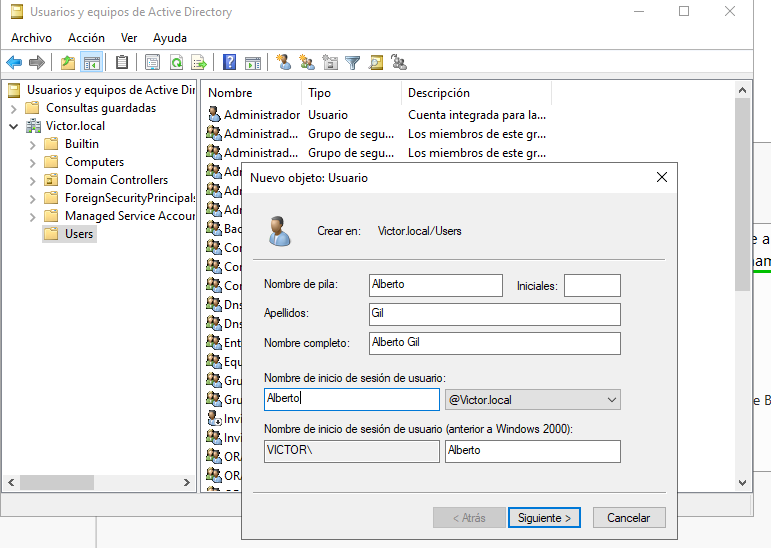 Usuarios y equipos de Active Directory
Archivo Acción Ver Ayuda
Usuarios y equipos de Active Dir
Consultas guardadas
Victor.local
Builtin
Computers
Domain Controllers
ForeignSecurityPrincipals
Managed Service Accour
Users
Nombre Tipo Descripción
Administrador Usuario Cuenta integrada para la...
Administrad... Grupo de segu... Los miembros de este gr...
Administrad... Grupo de segu... Los miembros de este gr...
Ad
Ad
Adr
Bac
Cor
Cor
Cor
Dns
Dns
Ent
Equ
Gru
Gru
Invi
Invi
OR
OR
Nuevo objeto: Usuario
Crear en: Victor.local/Users
Nombre de pila: Alberto Iniciales:
Apellidos: Gil
Nombre completo: Alberto Gil
Nombre de inicio de sesión de usuario:
Alberto @Victor.local
Nombre de inicio de sesión de usuario (anterior a Windows 2000):
VICTOR\ Alberto
< Atrás Siguiente > Cancelar
e a
nam
e B